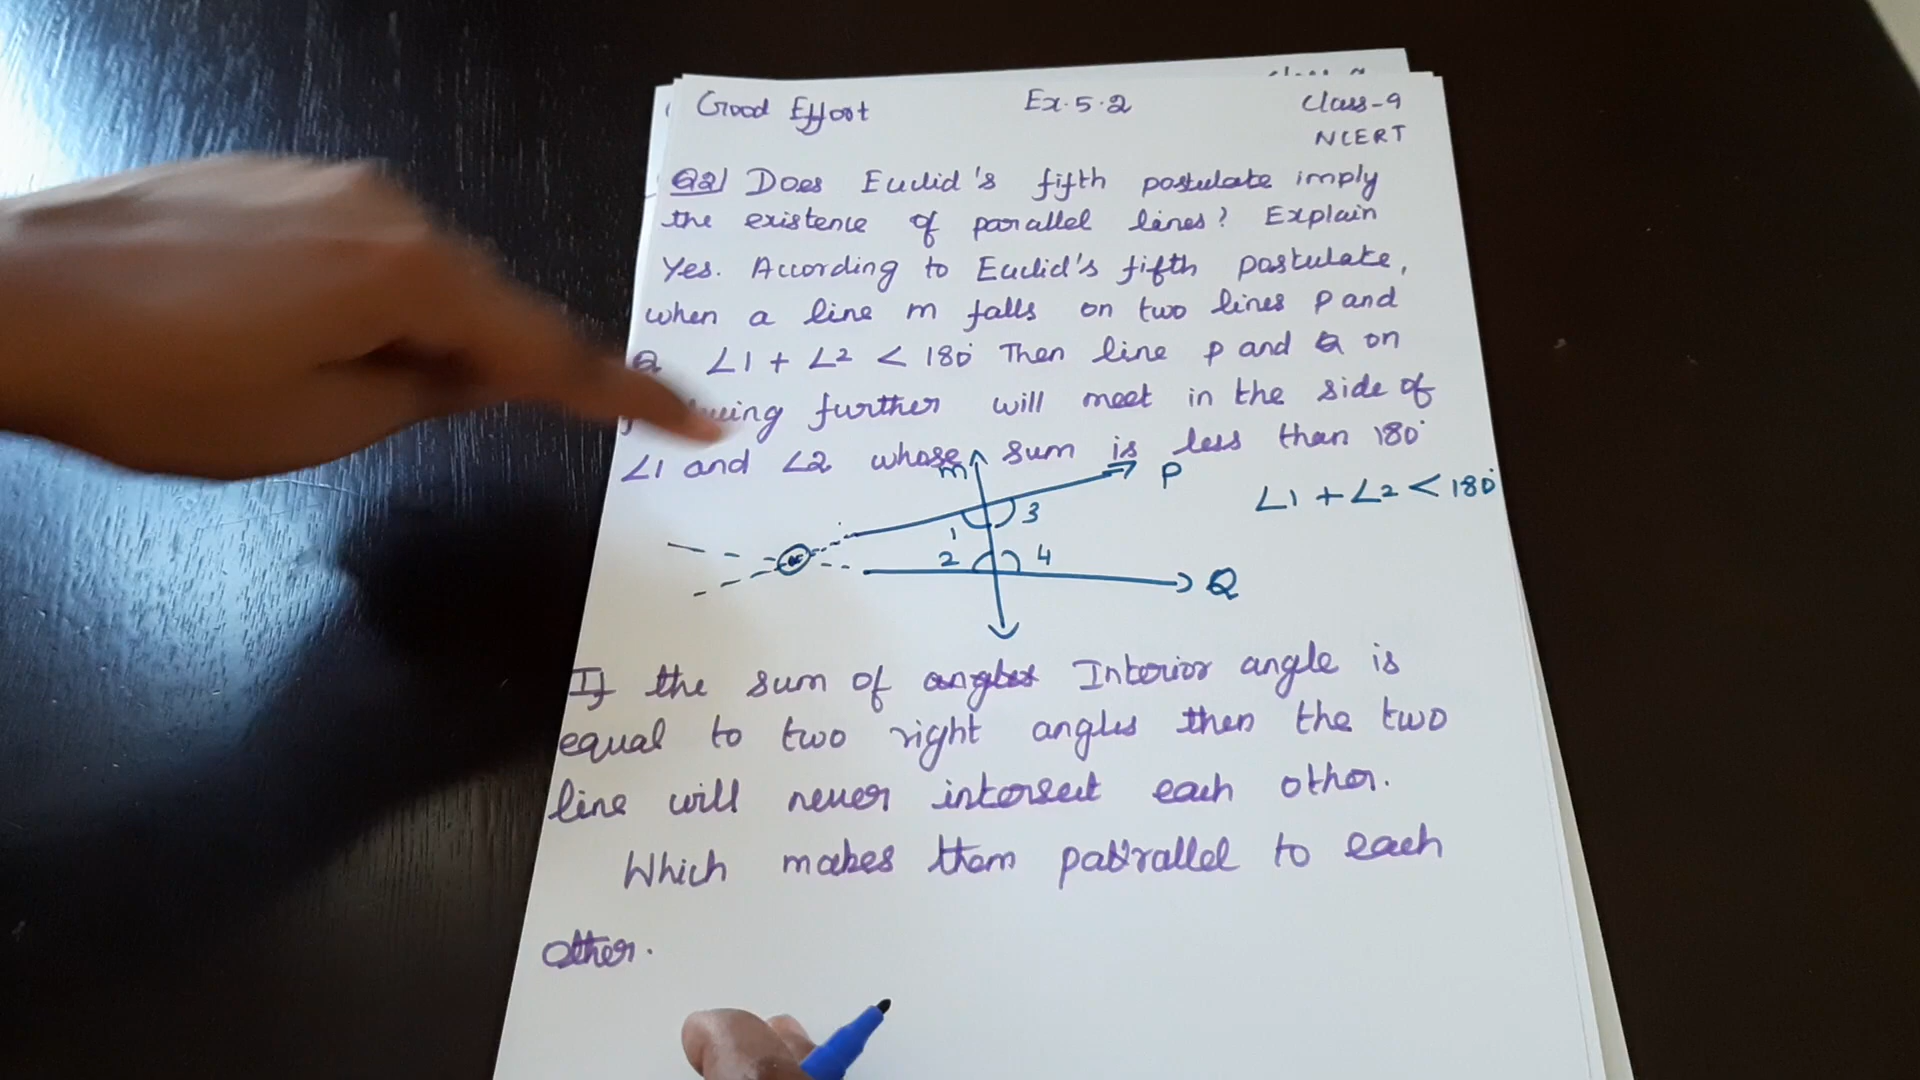 Good Effort Ex.5.2 Class-9
NCERT
Q2) Does Euclid's fifth postulate imply
the existence of parallel lines? Explain
Yes. According to Euclid's fifth postulate,
when a line m falls on two lines P and
Q ∠1 + ∠2 < 180° Then line P and Q on
further will meet in the side of
∠1 and ∠2 whose sum is less than 180°
m P
∠1 + ∠2 < 180°
1 3
2 4
Q
If the sum of angles Interior angle is
equal to two right angles then the two
line will never intersect each other.
Which makes them parallel to each
other.